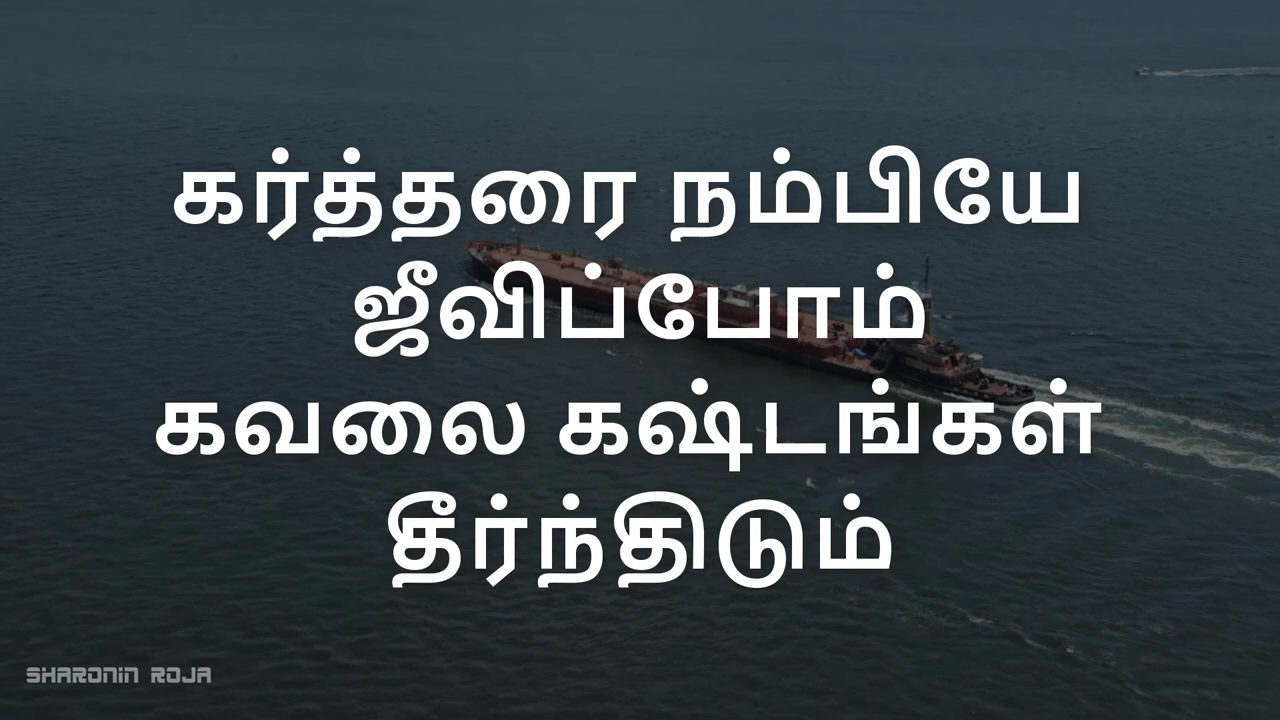 கர்த்தரை நம்பியே
ஜீவிப்போம்
கவலை கஷ்டங்கள்
தீர்ந்திடும்
SHARONIN ROJA